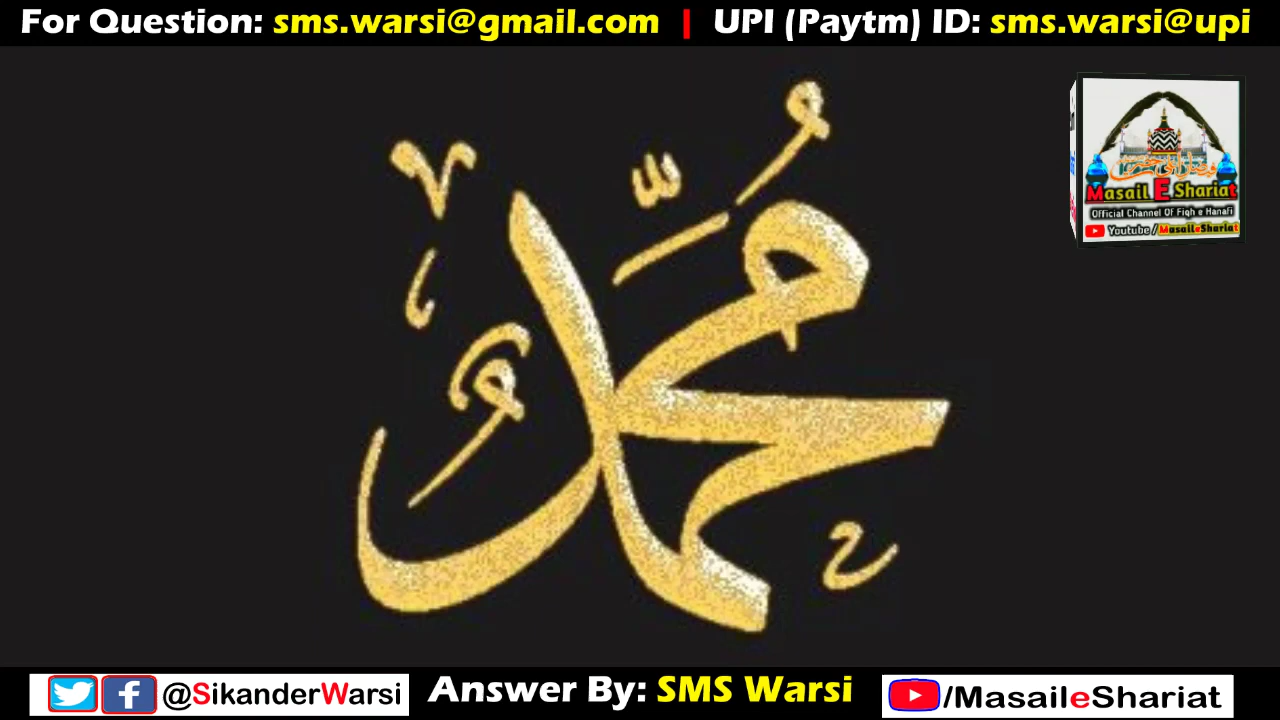 For Question: sms.warsi@gmail.com | UPI (Paytm) ID: sms.warsi@upi
مُحَمَّدٌ
Masail E Shariat
Official Channel Of Fiqh e Hanafi
Youtube / MasaileShariat
@SikanderWarsi
Answer By: SMS Warsi
/MasaileShariat